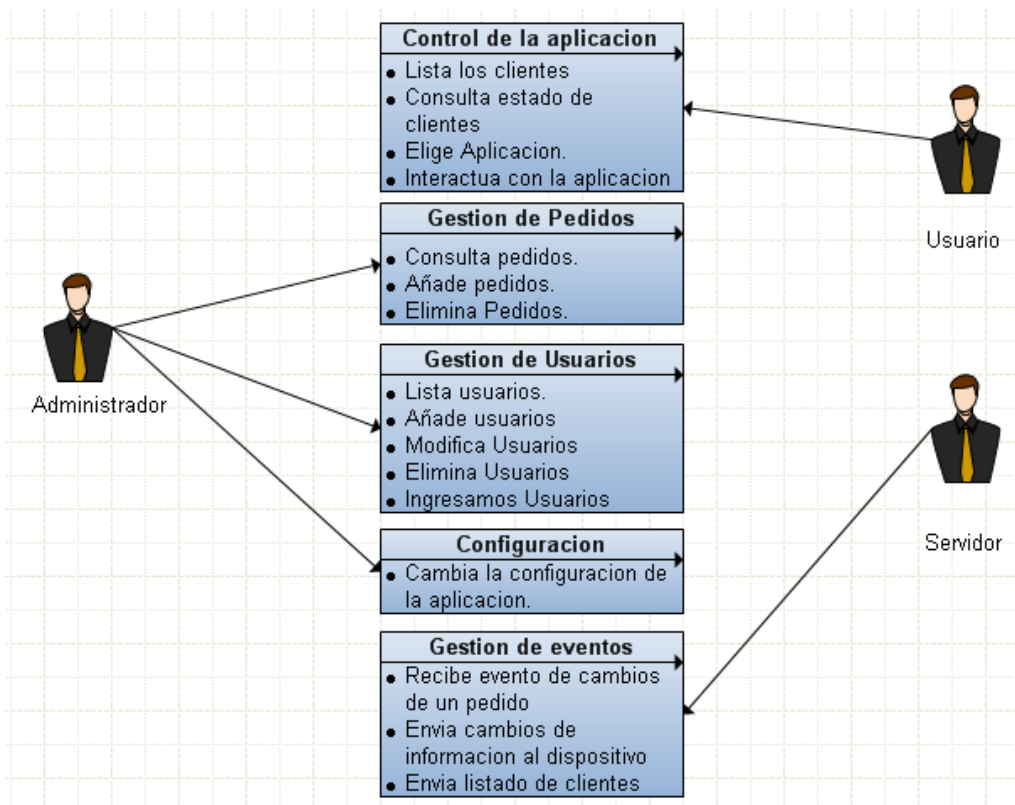 Control de la aplicacion
● Lista los clientes
● Consulta estado de
clientes
● Elige Aplicacion.
● Interactua con la aplicacion
Usuario
Gestion de Pedidos
● Consulta pedidos.
● Añade pedidos.
● Elimina Pedidos.
Administrador
Gestion de Usuarios
● Lista usuarios.
● Añade usuarios
● Modifica Usuarios
● Elimina Usuarios
● Ingresamos Usuarios
Servidor
Configuracion
● Cambia la configuracion de
la aplicacion.
Gestion de eventos
● Recibe evento de cambios
de un pedido
● Envia cambios de
informacion al dispositivo
● Envia listado de clientes